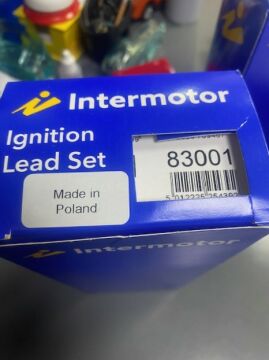 Intermotor
Ignition
Lead Set
83001
Made in
Poland
Intermotor